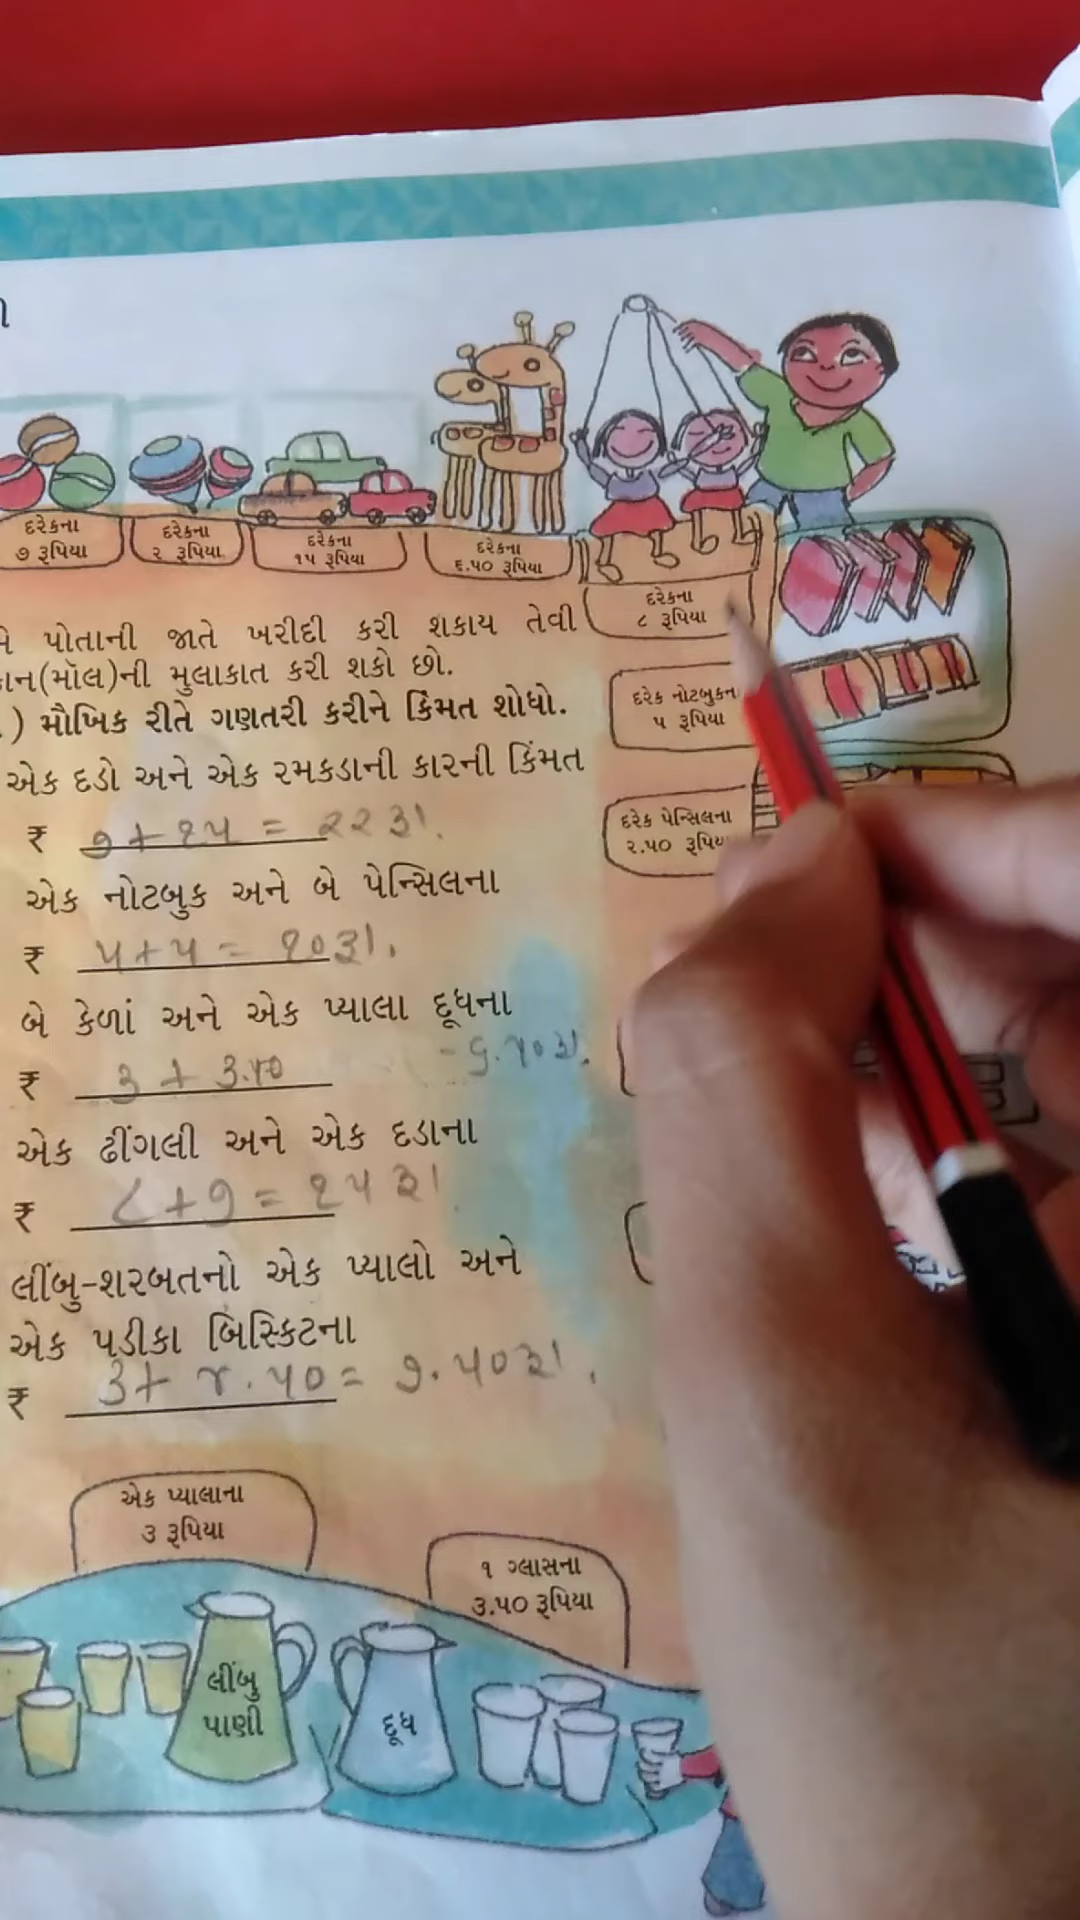 દરેકના
૭ રૂપિયા
દરેકના
૨ રૂપિયા
દરેકના
૧૫ રૂપિયા
દરેકના
૬.૫૦ રૂપિયા
દરેકના
૮ રૂપિયા
પોતાની જાતે ખરીદી કરી શકાય તેવી
(મૉલ)ની મુલાકાત કરી શકો છો.
) મૌખિક રીતે ગણતરી કરીને કિંમત શોધો.
દરેક નોટબુકના
૫ રૂપિયા
એક દડો અને એક રમકડાની કારની કિંમત
₹ ૭+૧૫ = ૨૨ રૂા.
દરેક પેન્સિલના
૨.૫૦ રૂપિયા
એક નોટબુક અને બે પેન્સિલના
₹ ૫+૫ = ૧૦ રૂા.
બે કેળાં અને એક પ્યાલા દૂધના
₹ ૩ + ૩.૫૦ - ૬.૫૦ રૂા.
એક ઢીંગલી અને એક દડાના
₹ ૮+૭ = ૧૫ રૂા
લીંબુ-શરબતનો એક પ્યાલો અને
એક પડીકા બિસ્કિટના
₹ ૩+ ૪.૫૦ = ૭.૫૦ રૂા.
એક પ્યાલાના
૩ રૂપિયા
૧ ગ્લાસના
૩.૫૦ રૂપિયા
લીંબુ
પાણી
દૂધ